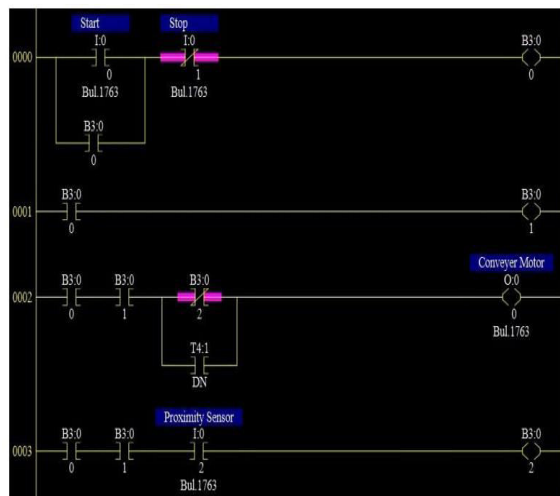 Start Stop
I:0 I:0 B3:0
0000
0 1 0
Bul.1763 Bul.1763
B3:0
0
B3:0 B3:0
0001
0 1
Conveyer Motor
B3:0 B3:0 B3:0 O:0
0002
0 1 2 0
Bul.1763
T4:1
DN
Proximity Sensor
B3:0 B3:0 I:0 B3:0
0003
0 1 2 2
Bul.1763